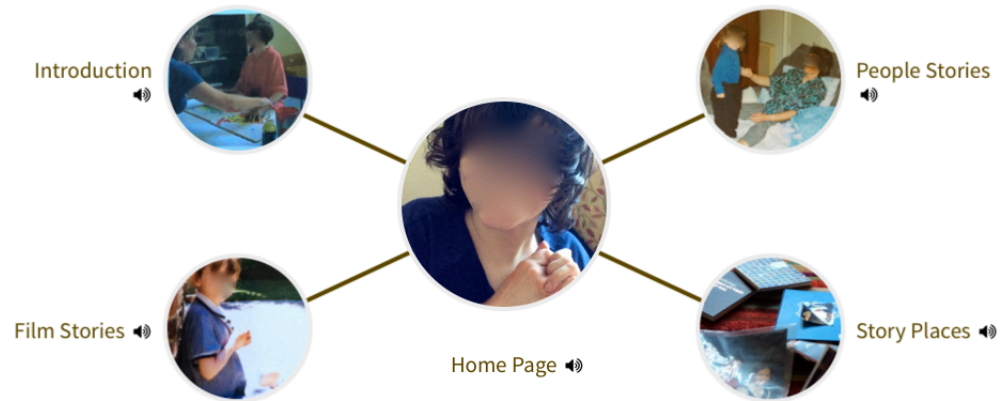 Introduction
People Stories
Film Stories
Home Page
Story Places